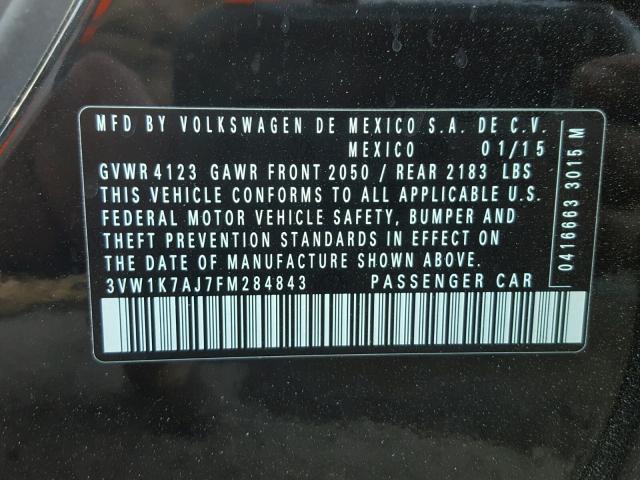 MFD BY VOLKSWAGEN DE MEXICO S.A. DE C.V.
MEXICO 01/15
GVWR 4123 GAWR FRONT 2050 / REAR 2183 LBS
THIS VEHICLE CONFORMS TO ALL APPLICABLE U.S.
FEDERAL MOTOR VEHICLE SAFETY, BUMPER AND
THEFT PREVENTION STANDARDS IN EFFECT ON
THE DATE OF MANUFACTURE SHOWN ABOVE.
3VW1K7AJ7FM284843 PASSENGER CAR
0416663 3015 M